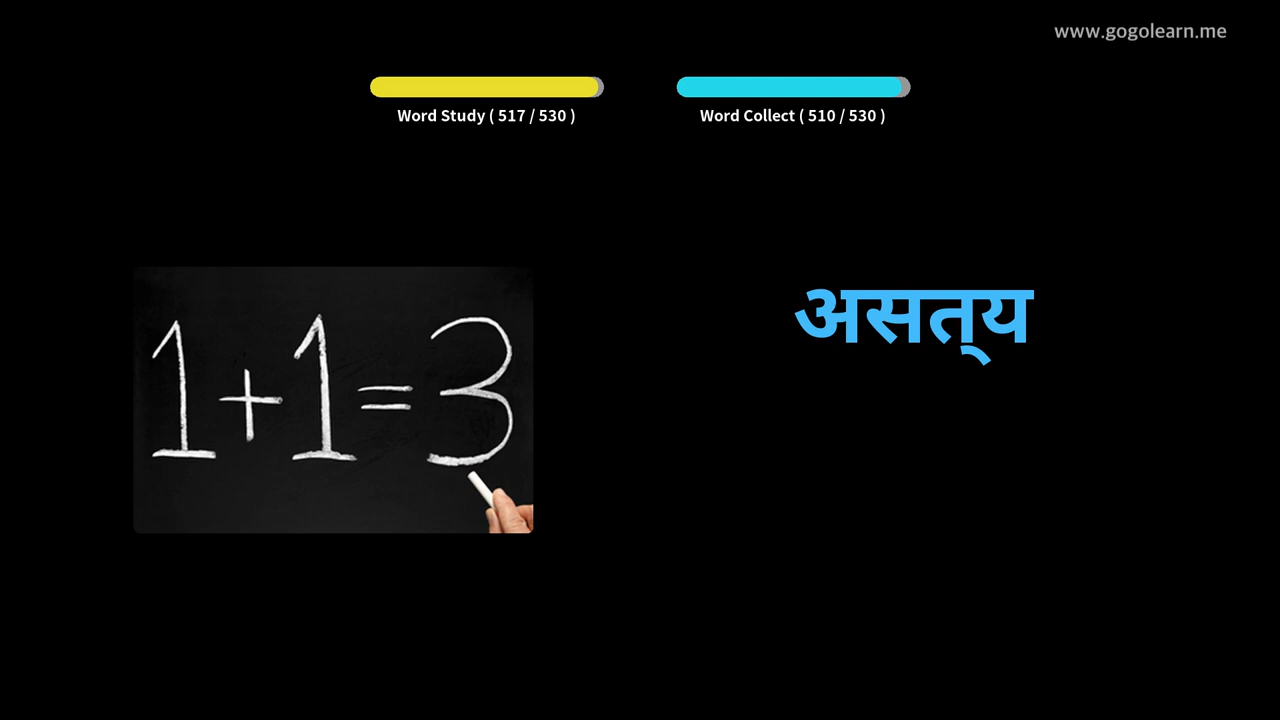 www.gogolearn.me
Word Study ( 517 / 530 )
Word Collect ( 510 / 530 )
1+1=3
असत्य